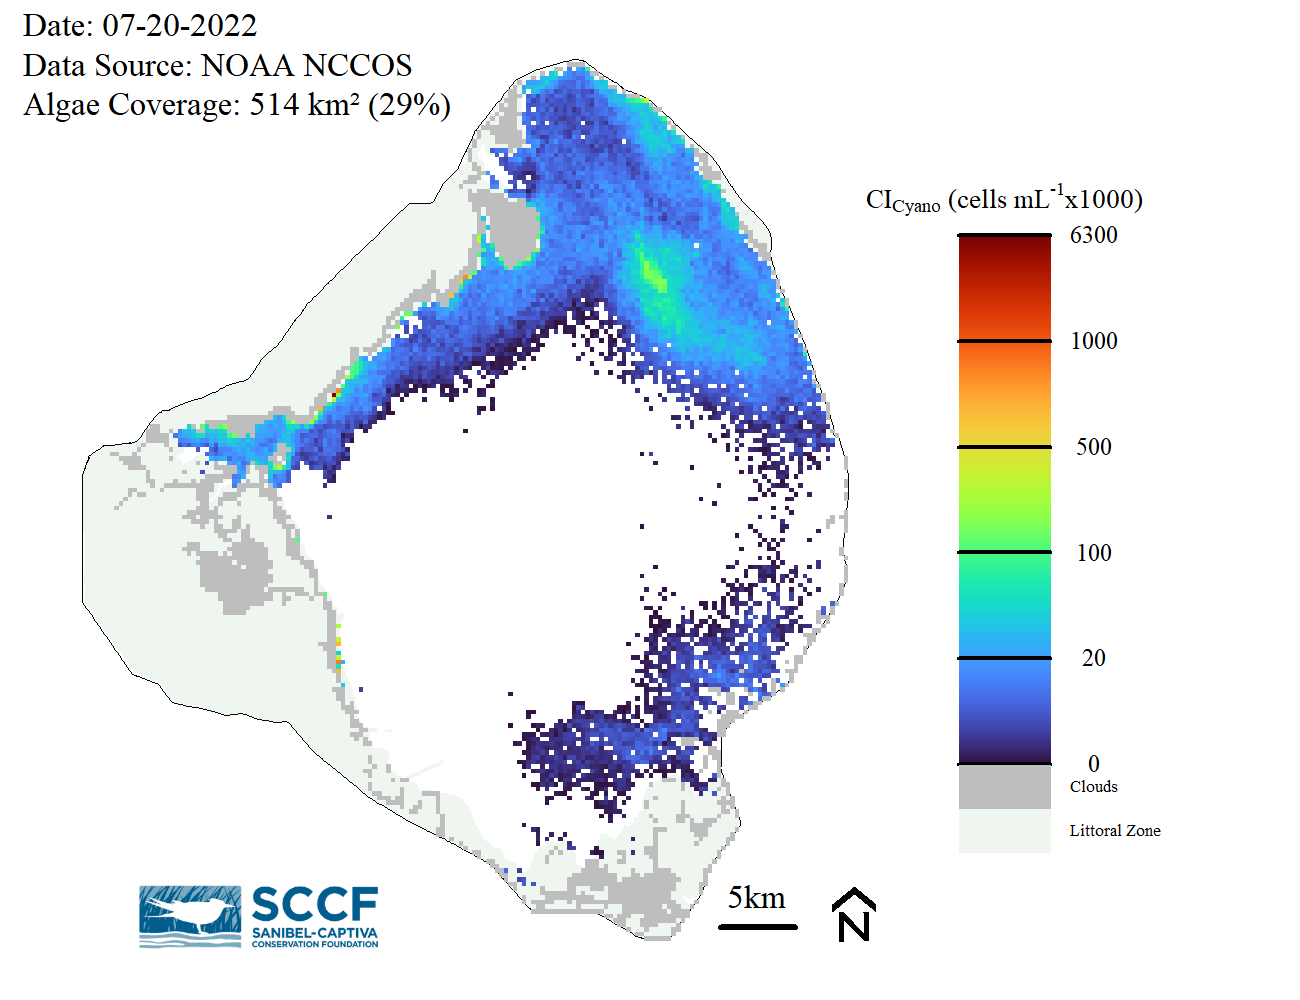 Date: 07-20-2022
Data Source: NOAA NCCOS
Algae Coverage: 514 km² (29%)
CICyano (cells mL-1x1000)
6300
1000
500
100
20
0
Clouds
Littoral Zone
5km
N
SCCF
SANIBEL-CAPTIVA
CONSERVATION FOUNDATION